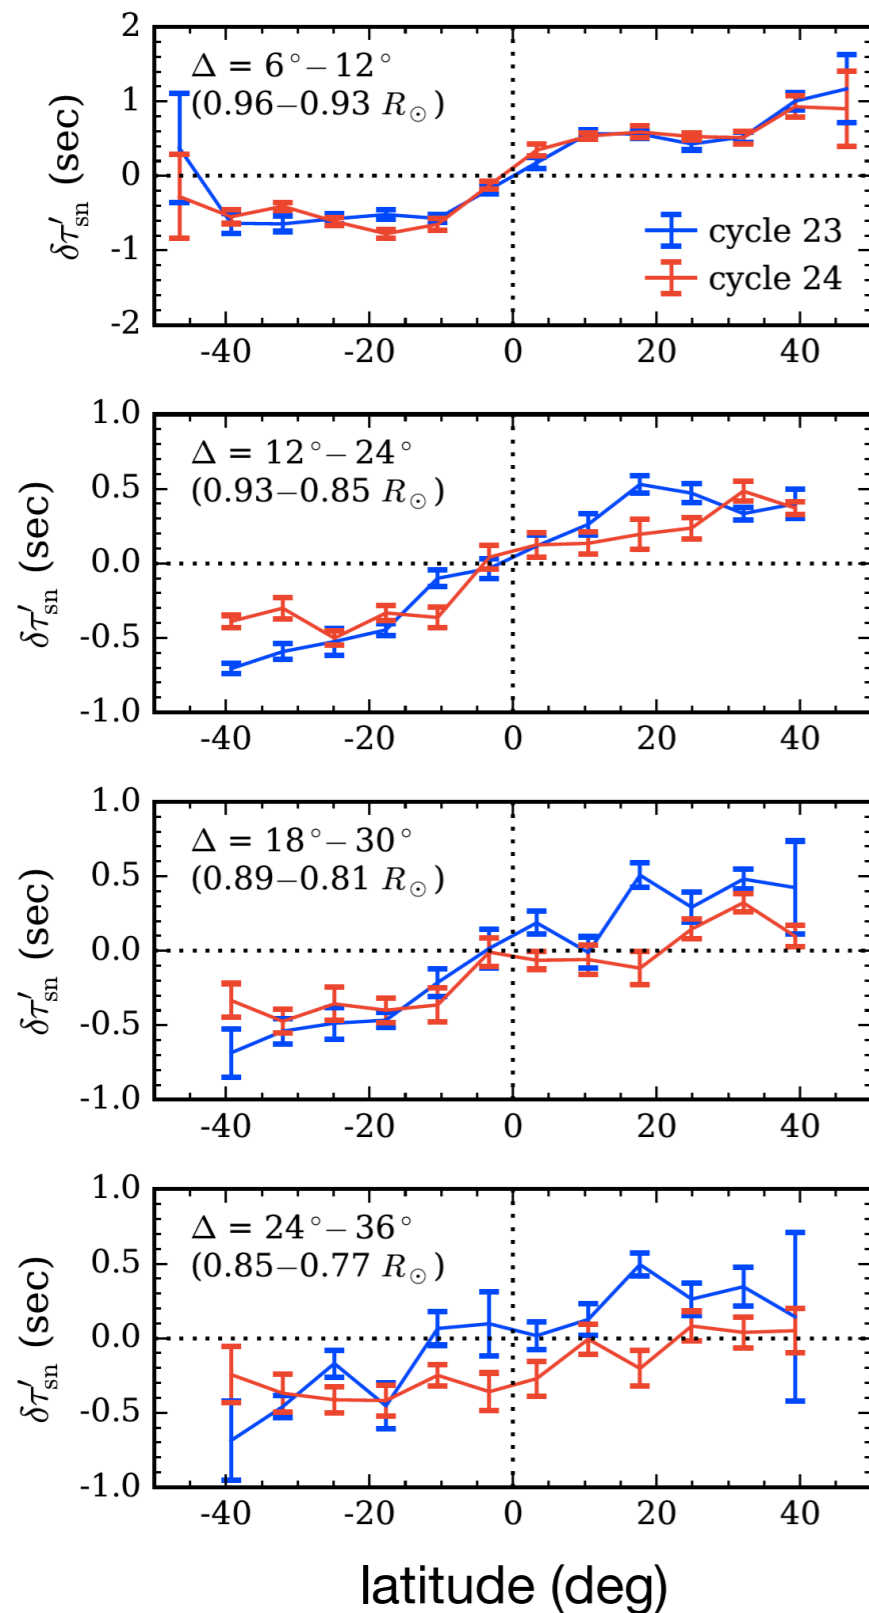 2
Δ = 6°−12°
(0.96−0.93 R☉)
1
0
-1
-2
δτ′sn (sec)
cycle 23
cycle 24
-40 -20 0 20 40
1.0
Δ = 12°−24°
(0.93−0.85 R☉)
0.5
0.0
-0.5
-1.0
δτ′sn (sec)
-40 -20 0 20 40
1.0
Δ = 18°−30°
(0.89−0.81 R☉)
0.5
0.0
-0.5
-1.0
δτ′sn (sec)
-40 -20 0 20 40
1.0
Δ = 24°−36°
(0.85−0.77 R☉)
0.5
0.0
-0.5
-1.0
δτ′sn (sec)
-40 -20 0 20 40
latitude (deg)